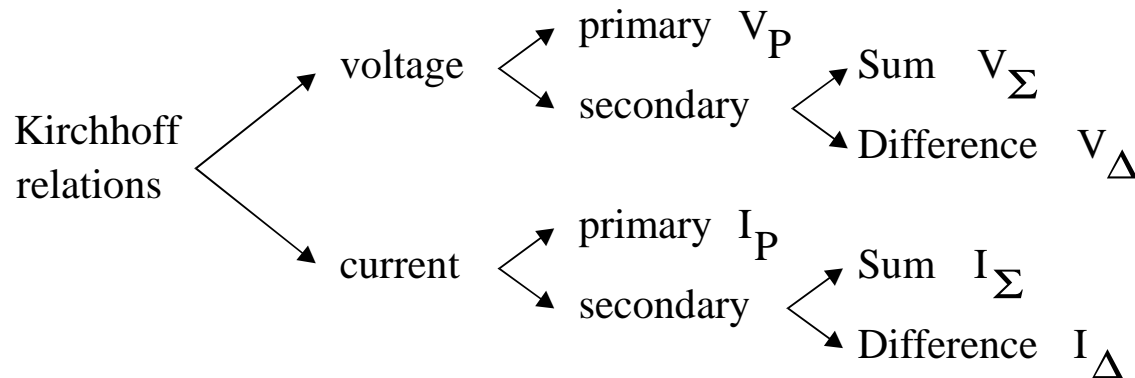 Kirchhoff
relations
voltage
primary V_P
secondary
Sum V_Σ
Difference V_Δ
current
primary I_P
secondary
Sum I_Σ
Difference I_Δ